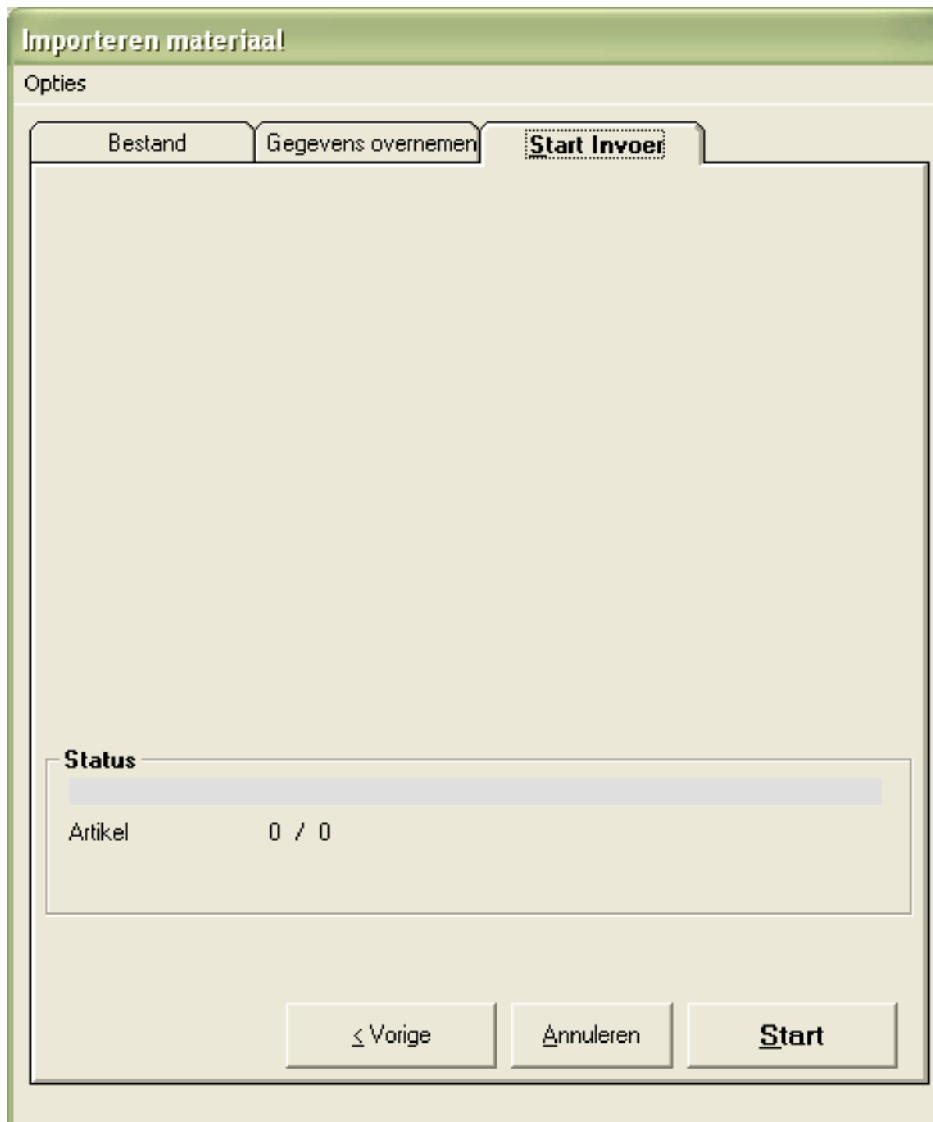 Importeren materiaal
Opties
Bestand Gegevens overnemen Start Invoer
Status
Artikel 0 / 0
< Vorige Annuleren Start